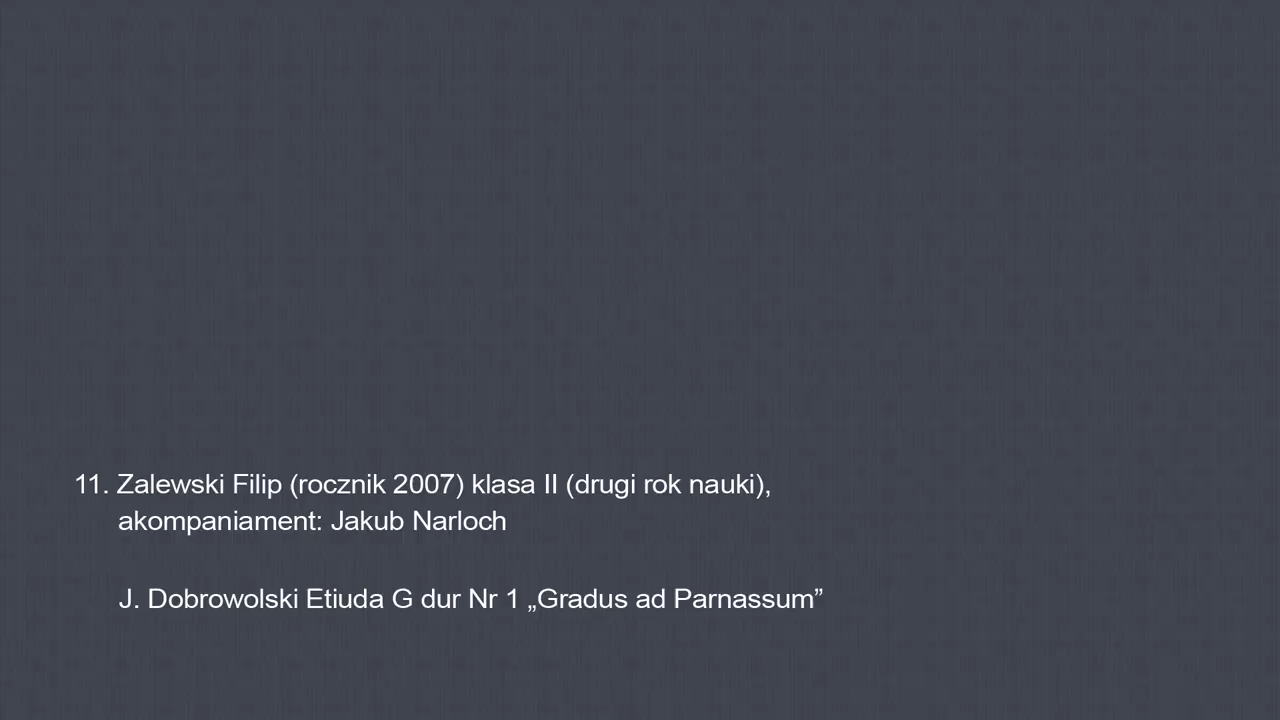 11. Zalewski Filip (rocznik 2007) klasa II (drugi rok nauki),
akompaniament: Jakub Narloch
J. Dobrowolski Etiuda G dur Nr 1 „Gradus ad Parnassum”